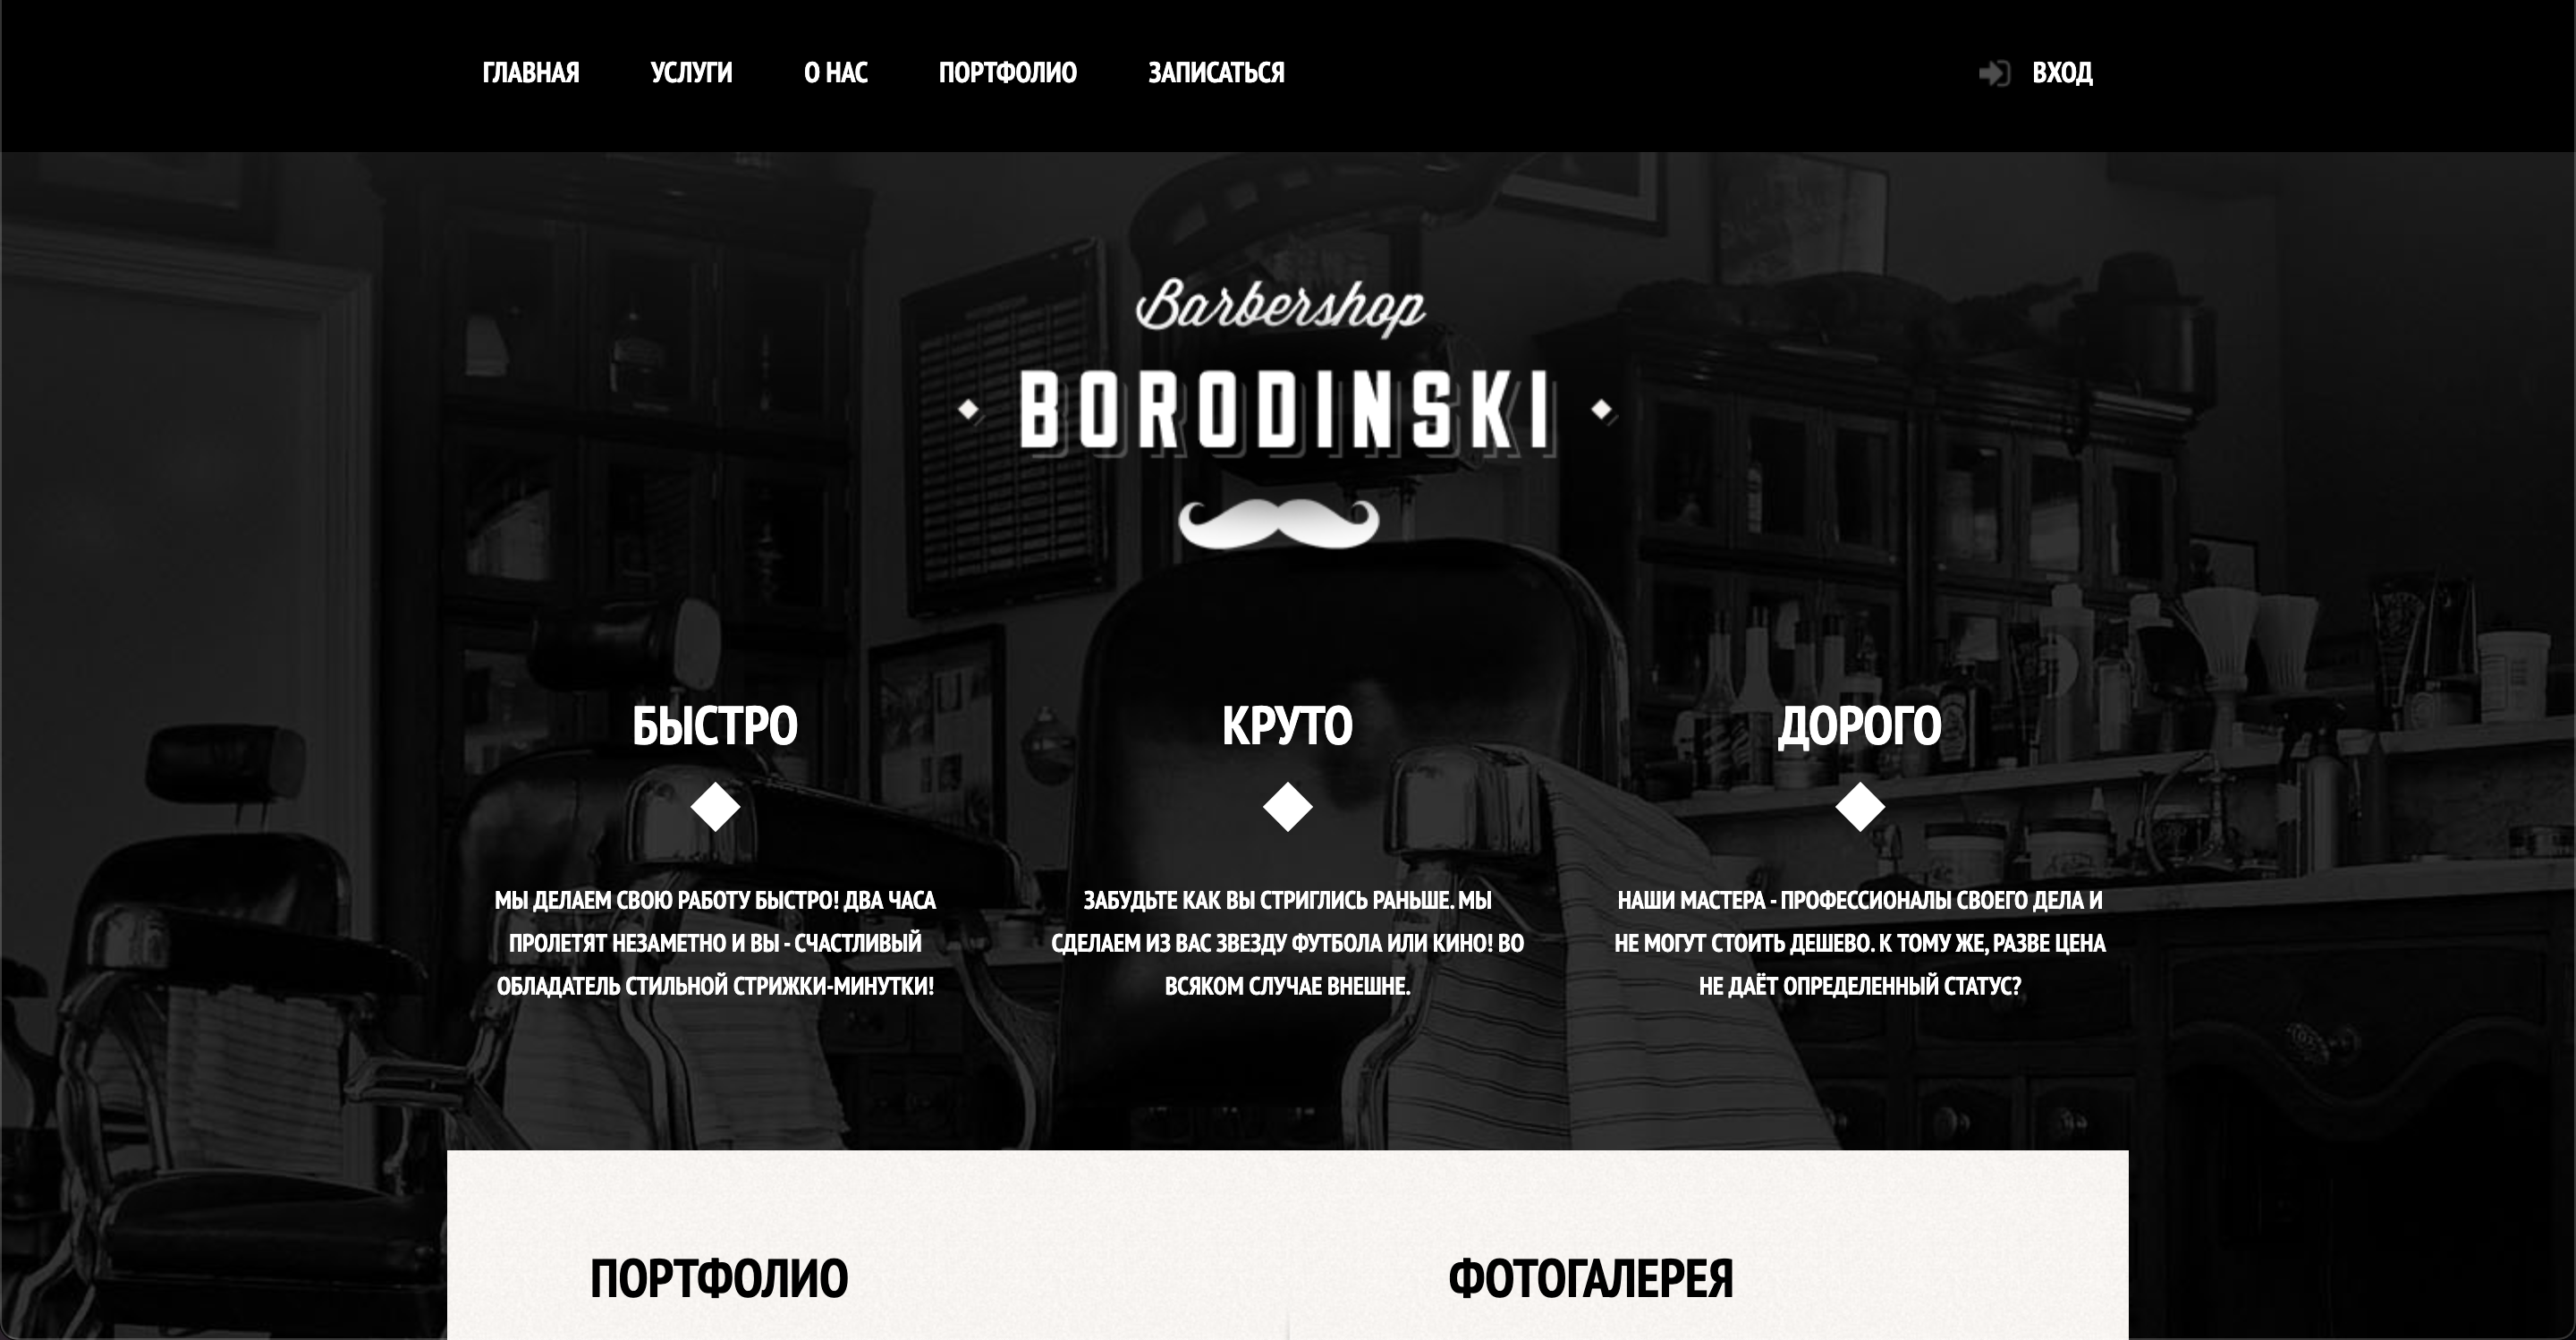 ГЛАВНАЯ УСЛУГИ О НАС ПОРТФОЛИО ЗАПИСАТЬСЯ ВХОД
Barbershop
BORODINSKI
БЫСТРО
МЫ ДЕЛАЕМ СВОЮ РАБОТУ БЫСТРО! ДВА ЧАСА
ПРОЛЕТЯТ НЕЗАМЕТНО И ВЫ - СЧАСТЛИВЫЙ
ОБЛАДАТЕЛЬ СТИЛЬНОЙ СТРИЖКИ-МИНУТКИ!
КРУТО
ЗАБУДЬТЕ КАК ВЫ СТРИГЛИСЬ РАНЬШЕ. МЫ
СДЕЛАЕМ ИЗ ВАС ЗВЕЗДУ ФУТБОЛА ИЛИ КИНО! ВО
ВСЯКОМ СЛУЧАЕ ВНЕШНЕ.
ДОРОГО
НАШИ МАСТЕРА - ПРОФЕССИОНАЛЫ СВОЕГО ДЕЛА И
НЕ МОГУТ СТОИТЬ ДЕШЕВО. К ТОМУ ЖЕ, РАЗВЕ ЦЕНА
НЕ ДАЁТ ОПРЕДЕЛЕННЫЙ СТАТУС?
ПОРТФОЛИО
ФОТОГАЛЕРЕЯ